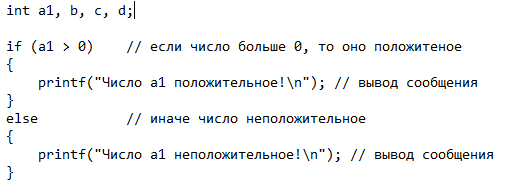 int a1, b, c, d;
if (a1 > 0)    // если число больше 0, то оно положитеное
{
    printf("Число a1 положительное!\n"); // вывод сообщения
}
else           // иначе число неположительное
{
    printf("Число a1 неположительное!\n"); // вывод сообщения
}